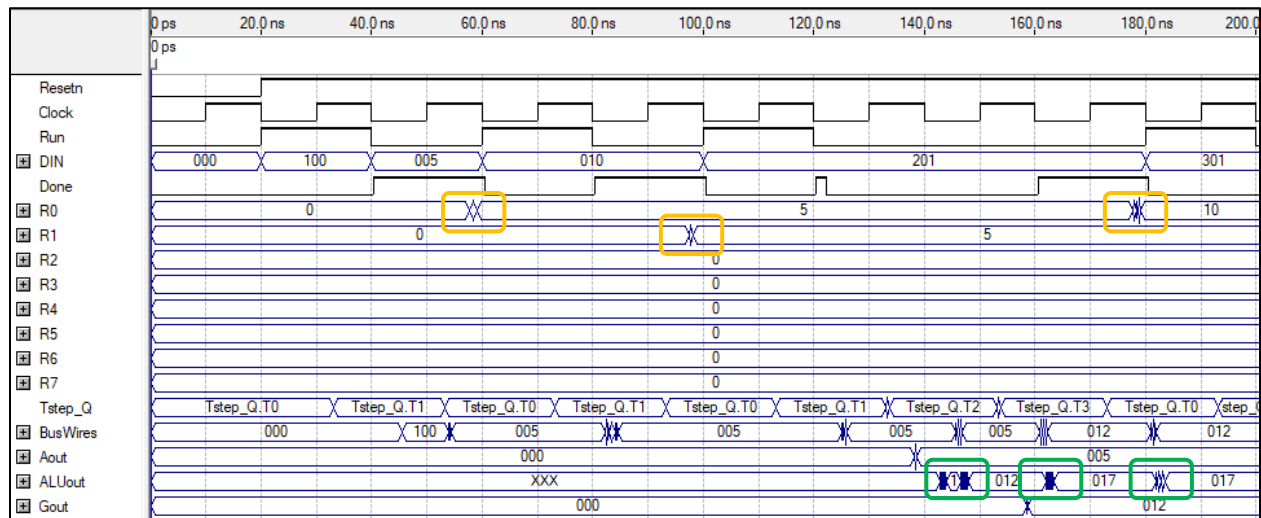 0 ps 20.0 ns 40.0 ns 60.0 ns 80.0 ns 100.0 ns 120.0 ns 140.0 ns 160.0 ns 180.0 ns 200.0
0 ps
Resetn
Clock
Run
DIN 000 100 005 010 201 301
Done
R0 0 5 10
R1 0 5
R2 0
R3 0
R4 0
R5 0
R6 0
R7 0
Tstep_Q Tstep_Q.T0 Tstep_Q.T1 Tstep_Q.T0 Tstep_Q.T1 Tstep_Q.T0 Tstep_Q.T1 Tstep_Q.T2 Tstep_Q.T3 Tstep_Q.T0 step_
BusWires 000 100 005 005 005 005 012 012
Aout 000 005
ALUout XXX 012 017 017
Gout 000 012